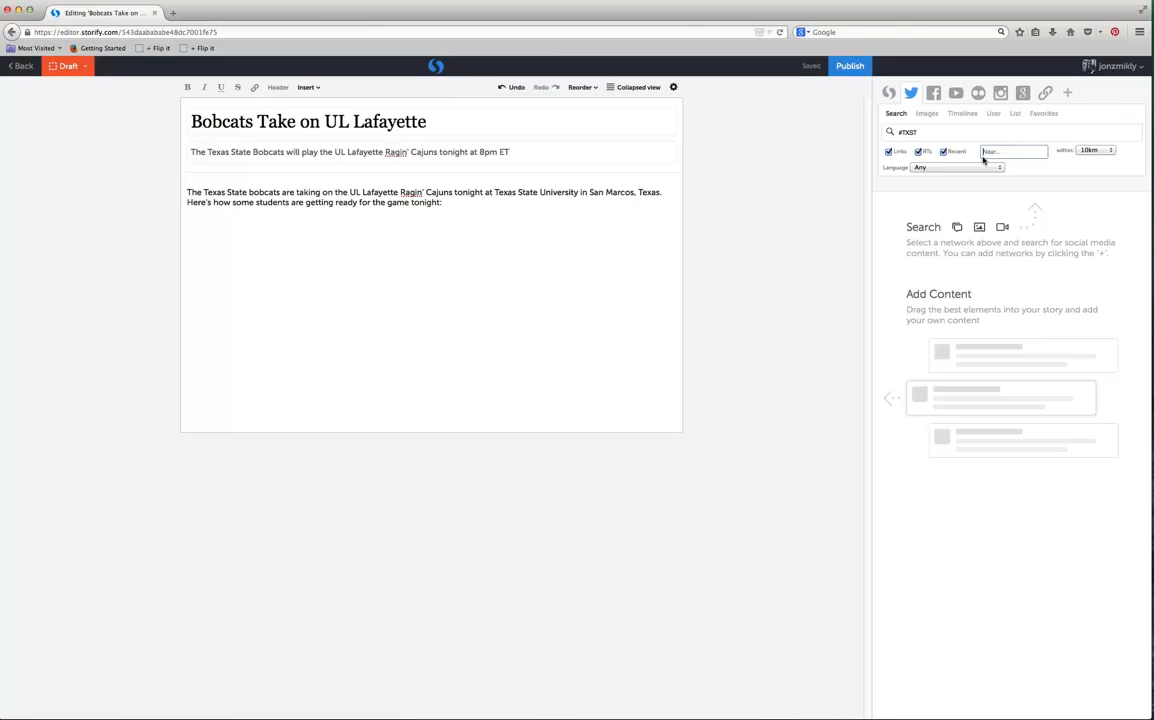 Editing 'Bobcats Take on ...
https://editor.storify.com/543daabababe48dc7001fe75
Google
Most Visited
Getting Started
+ Flip it
+ Flip it
Back
Draft
Saved
Publish
jonzmikly
B I U S Header Insert
Undo
Redo
Reorder
Collapsed view
Bobcats Take on UL Lafayette
The Texas State Bobcats will play the UL Lafayette Ragin' Cajuns tonight at 8pm ET
The Texas State bobcats are taking on the UL Lafayette Ragin' Cajuns tonight at Texas State University in San Marcos, Texas.
Here's how some students are getting ready for the game tonight:
Search Images Timelines User List Favorites
#TXST
Links RTs Recent Near... within: 10km
Language Any
Search
Select a network above and search for social media
content. You can add networks by clicking the '+'.
Add Content
Drag the best elements into your story and add
your own content